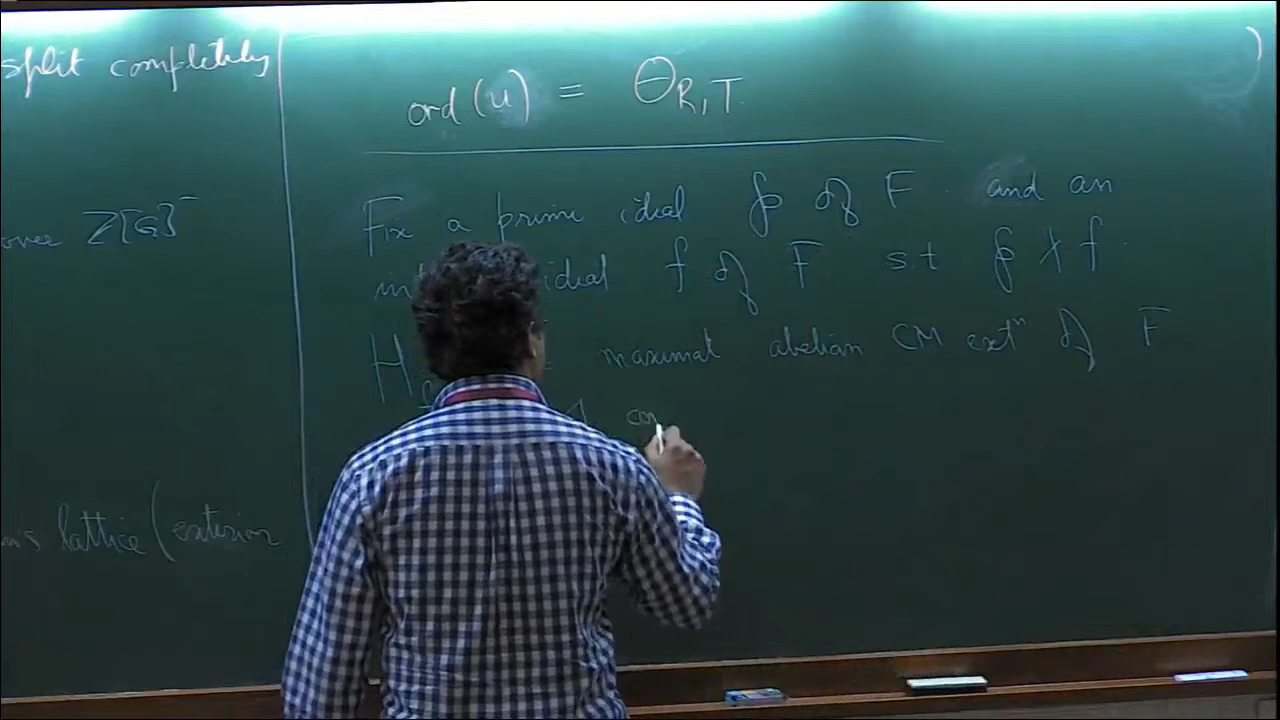 split completely
over Z[G]⁻
lattice (exterior
ord(u) = Θ_{R,T}
Fix a prime ideal 𝔭 of F and an
ideal f of F s.t 𝔭 ∤ f.
H maximal abelian CM extⁿ of F